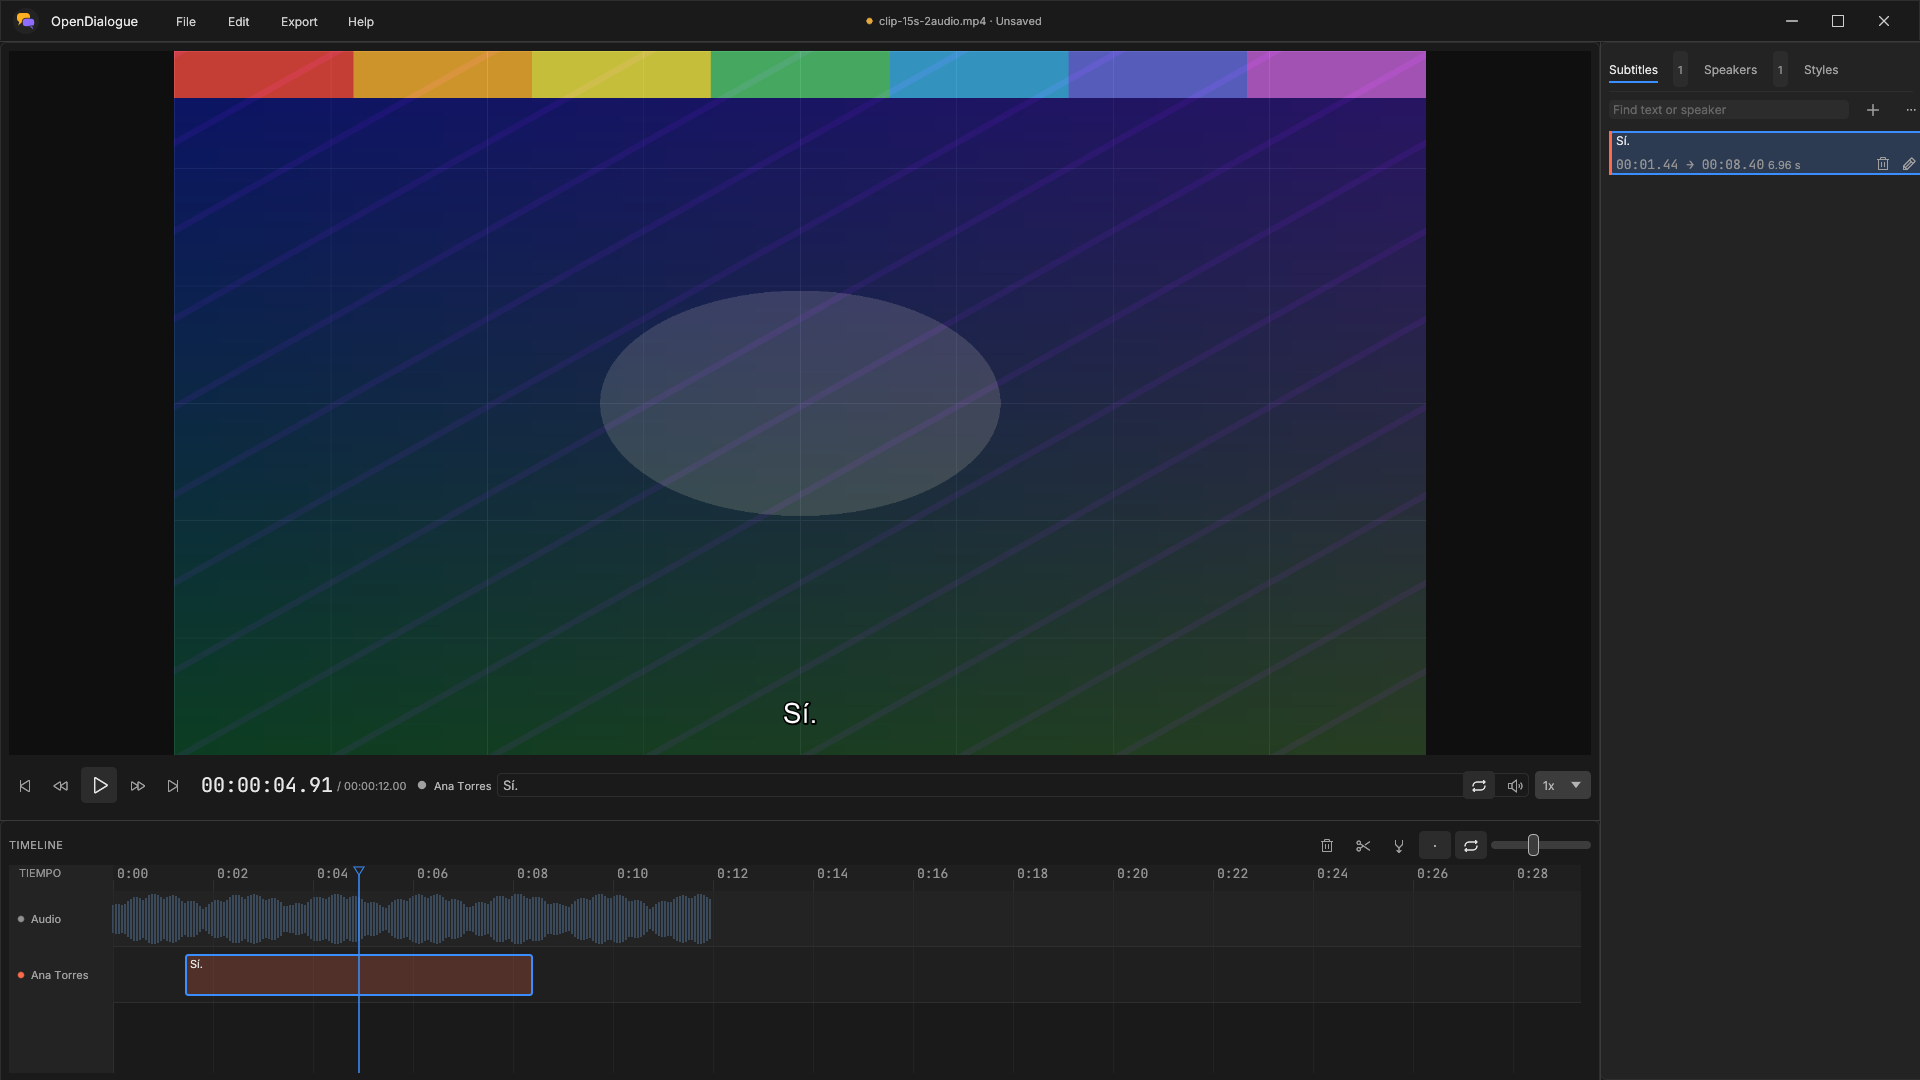 OpenDialogue File Edit Export Help
clip-15s-2audio.mp4 · Unsaved
Subtitles 1 Speakers 1 Styles
Find text or speaker
Sí.
00:01.44 → 00:08.40 6.96 s
Sí.
00:00:04.91 / 00:00:12.00 Ana Torres Sí. 1x
TIMELINE
TIEMPO 0:00 0:02 0:04 0:06 0:08 0:10 0:12 0:14 0:16 0:18 0:20 0:22 0:24 0:26 0:28
Audio
Sí.
Ana Torres